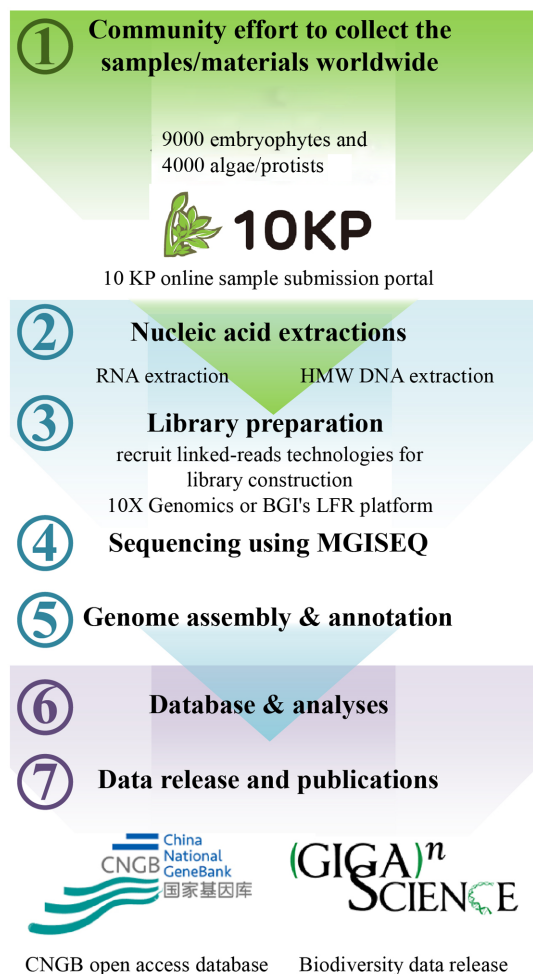 1 Community effort to collect the
samples/materials worldwide
9000 embryophytes and
4000 algae/protists
10KP
10 KP online sample submission portal
2 Nucleic acid extractions
RNA extraction HMW DNA extraction
3 Library preparation
recruit linked-reads technologies for
library construction
10X Genomics or BGI's LFR platform
4 Sequencing using MGISEQ
5 Genome assembly & annotation
6 Database & analyses
7 Data release and publications
CNGB
China
National
GeneBank
国家基因库
(GIGA)n
SCIENCE
CNGB open access database Biodiversity data release